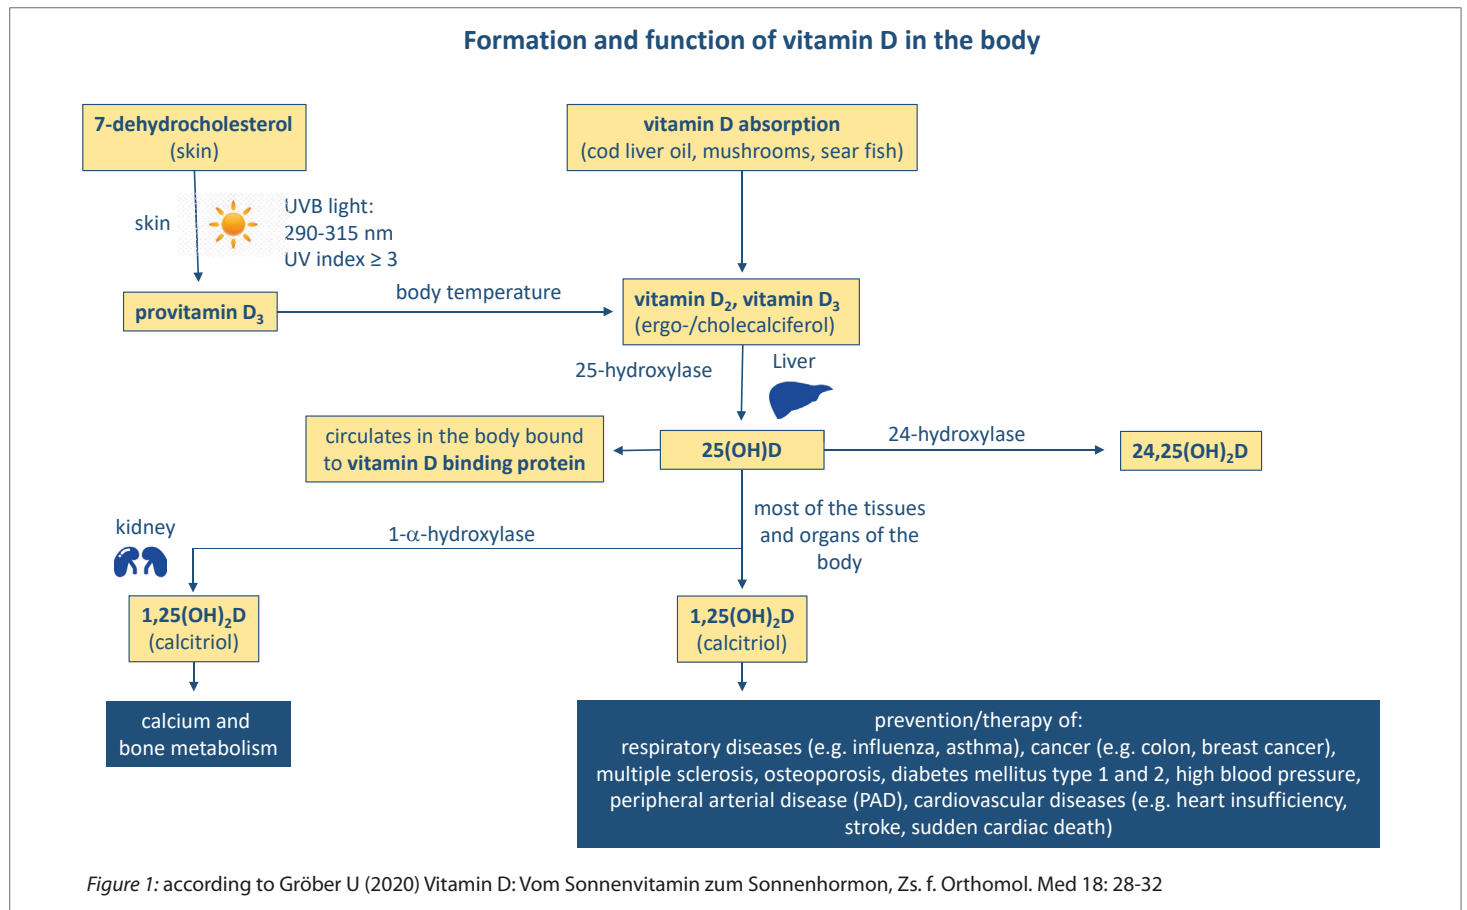 Formation and function of vitamin D in the body
7-dehydrocholesterol
(skin)
vitamin D absorption
(cod liver oil, mushrooms, sear fish)
skin
UVB light:
290-315 nm
UV index ≥ 3
provitamin D₃
body temperature
vitamin D₂, vitamin D₃
(ergo-/cholecalciferol)
25-hydroxylase
Liver
circulates in the body bound
to vitamin D binding protein
25(OH)D
24-hydroxylase
24,25(OH)₂D
kidney
1-α-hydroxylase
most of the tissues
and organs of the
body
1,25(OH)₂D
(calcitriol)
1,25(OH)₂D
(calcitriol)
calcium and
bone metabolism
prevention/therapy of:
respiratory diseases (e.g. influenza, asthma), cancer (e.g. colon, breast cancer),
multiple sclerosis, osteoporosis, diabetes mellitus type 1 and 2, high blood pressure,
peripheral arterial disease (PAD), cardiovascular diseases (e.g. heart insufficiency,
stroke, sudden cardiac death)
Figure 1: according to Gröber U (2020) Vitamin D: Vom Sonnenvitamin zum Sonnenhormon, Zs. f. Orthomol. Med 18: 28-32